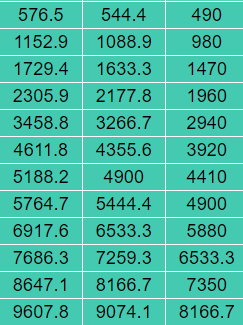 576.5 544.4 490
1152.9 1088.9 980
1729.4 1633.3 1470
2305.9 2177.8 1960
3458.8 3266.7 2940
4611.8 4355.6 3920
5188.2 4900 4410
5764.7 5444.4 4900
6917.6 6533.3 5880
7686.3 7259.3 6533.3
8647.1 8166.7 7350
9607.8 9074.1 8166.7